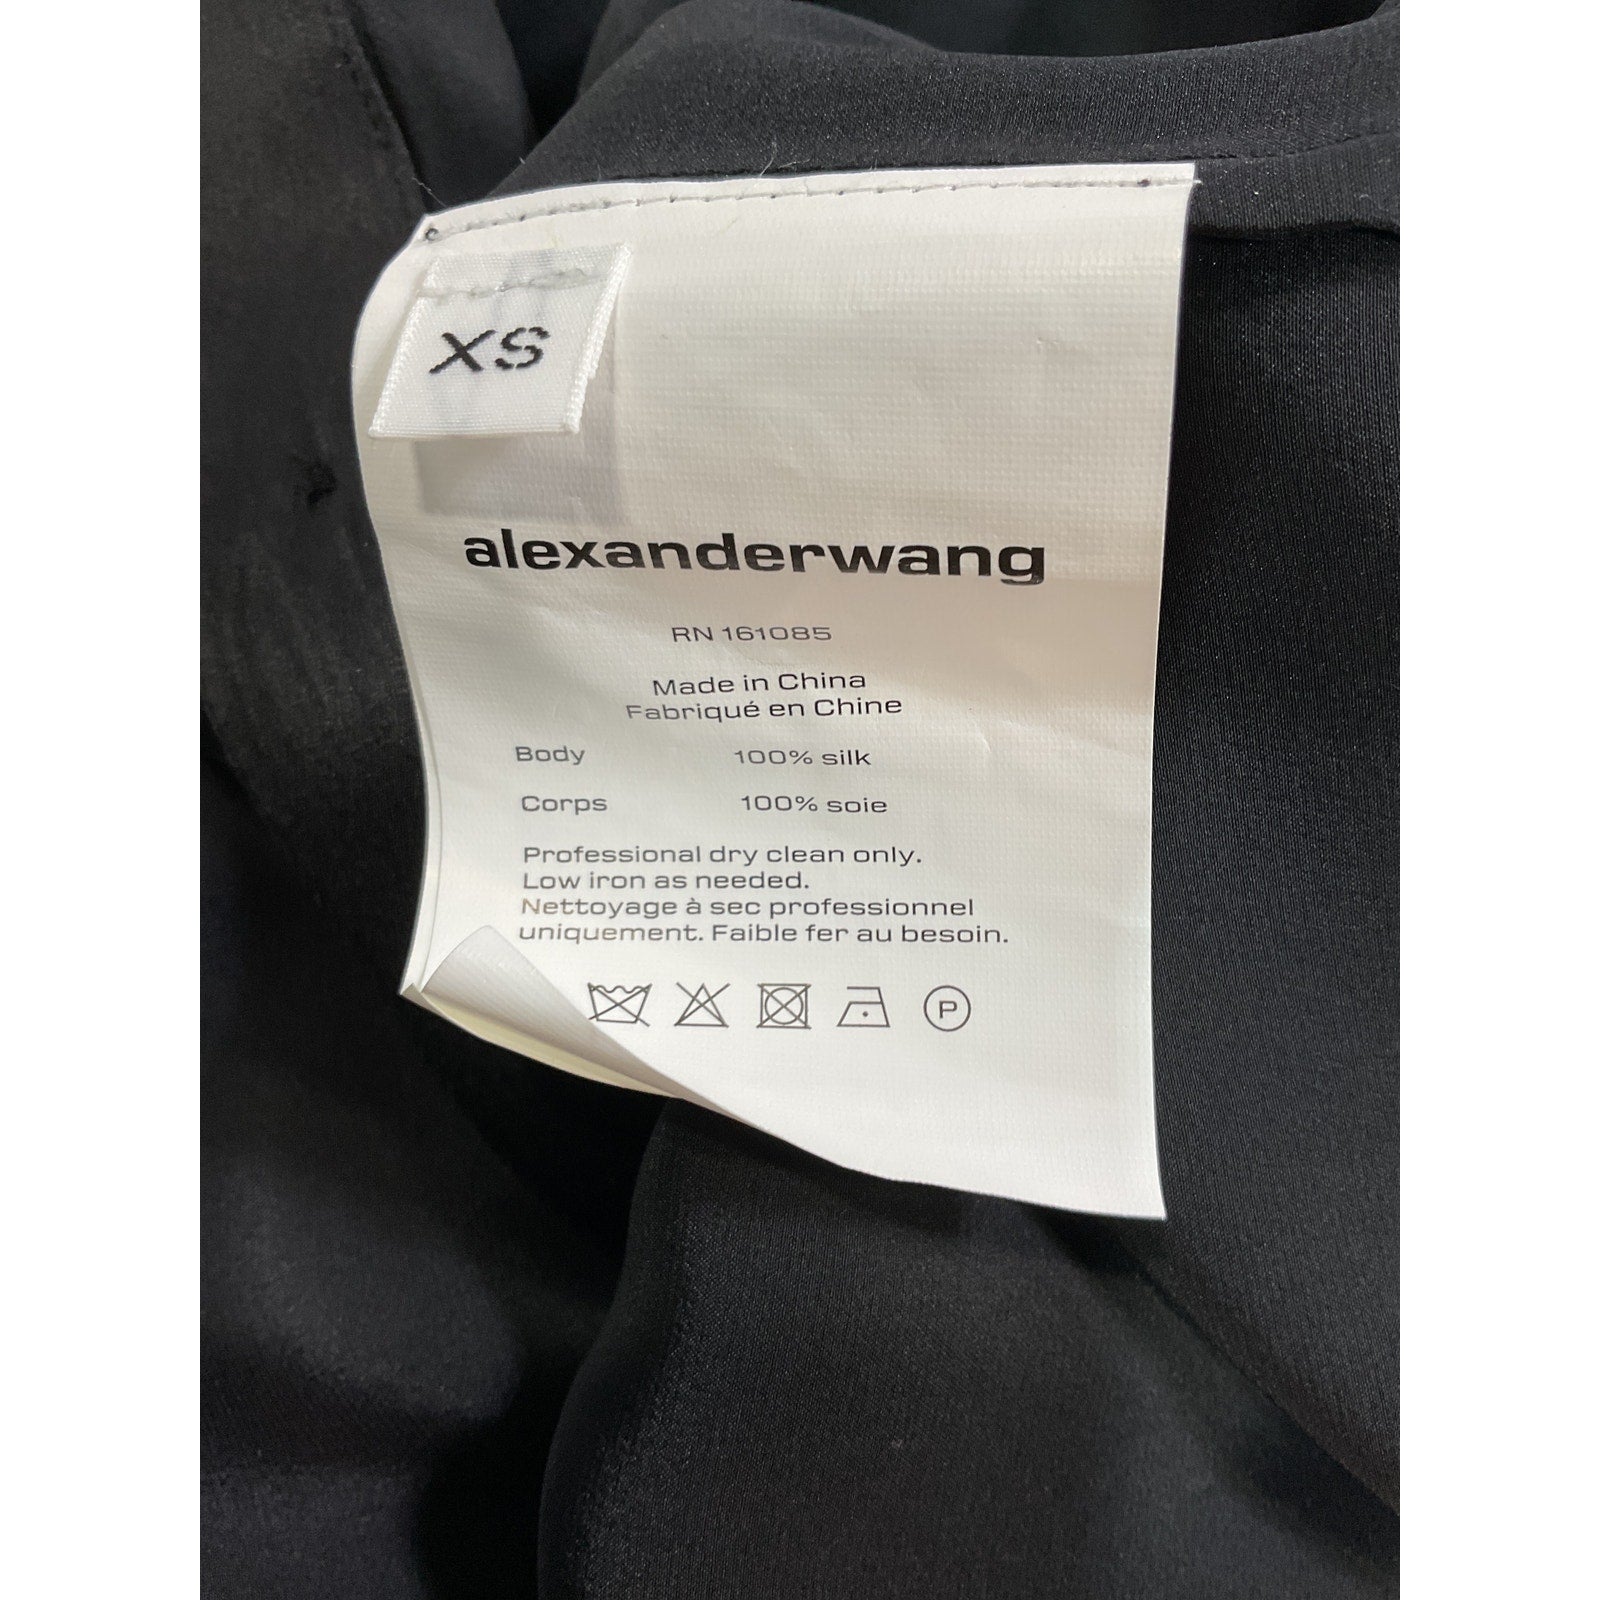 XS
alexanderwang
RN 161085
Made in China
Fabriqué en Chine
Body 100% silk
Corps 100% soie
Professional dry clean only.
Low iron as needed.
Nettoyage à sec professionnel
uniquement. Faible fer au besoin.
P